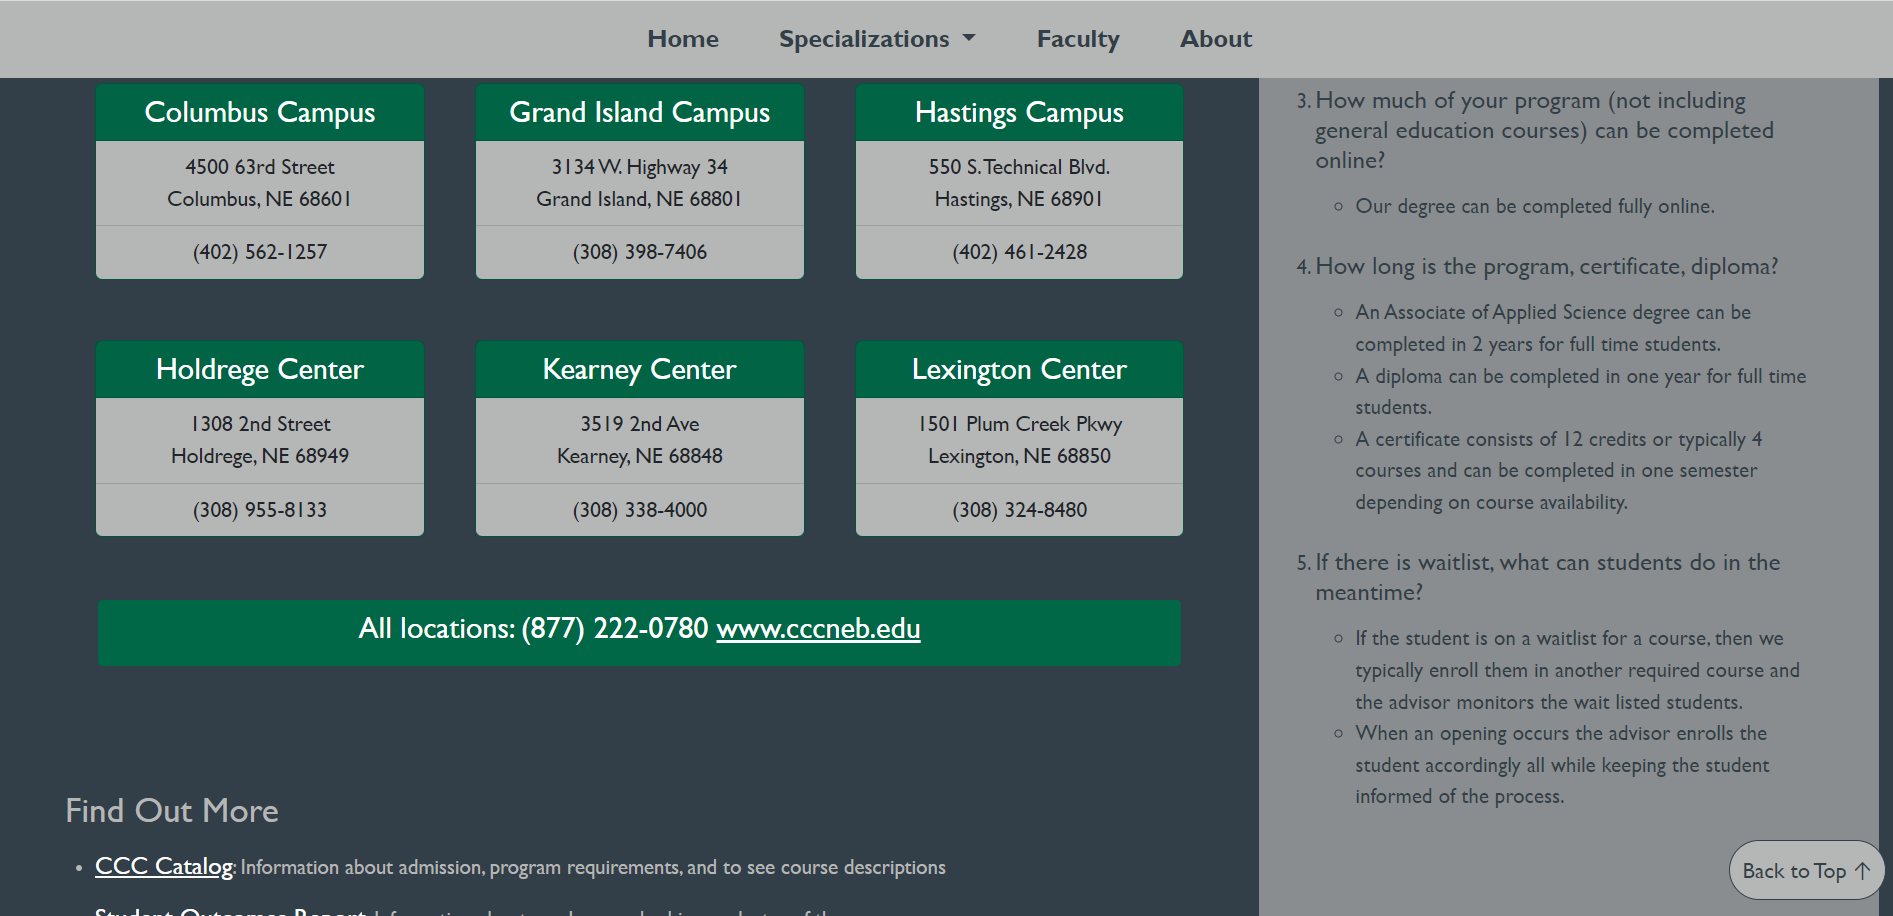 Home
Specializations
Faculty
About
Columbus Campus
4500 63rd Street
Columbus, NE 68601
(402) 562-1257
Grand Island Campus
3134 W. Highway 34
Grand Island, NE 68801
(308) 398-7406
Hastings Campus
550 S. Technical Blvd.
Hastings, NE 68901
(402) 461-2428
Holdrege Center
1308 2nd Street
Holdrege, NE 68949
(308) 955-8133
Kearney Center
3519 2nd Ave
Kearney, NE 68848
(308) 338-4000
Lexington Center
1501 Plum Creek Pkwy
Lexington, NE 68850
(308) 324-8480
All locations: (877) 222-0780 www.cccneb.edu
Find Out More
CCC Catalog: Information about admission, program requirements, and to see course descriptions
Student Outcomes Report
3. How much of your program (not including
general education courses) can be completed
online?
Our degree can be completed fully online.
4. How long is the program, certificate, diploma?
An Associate of Applied Science degree can be
completed in 2 years for full time students.
A diploma can be completed in one year for full time
students.
A certificate consists of 12 credits or typically 4
courses and can be completed in one semester
depending on course availability.
5. If there is waitlist, what can students do in the
meantime?
If the student is on a waitlist for a course, then we
typically enroll them in another required course and
the advisor monitors the wait listed students.
When an opening occurs the advisor enrolls the
student accordingly all while keeping the student
informed of the process.
Back to Top ↑